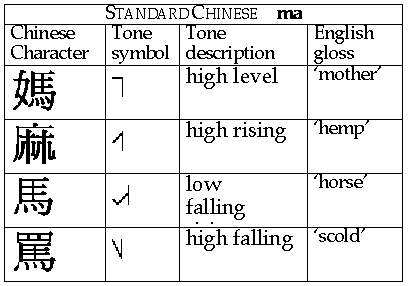 STANDARD CHINESE ma
Chinese Character Tone symbol Tone description English gloss
媽 ˥ high level ‘mother’
麻 ˧˥ high rising ‘hemp’
馬 ˨˩˦ low falling ‘horse’
罵 ˥˩ high falling ‘scold’